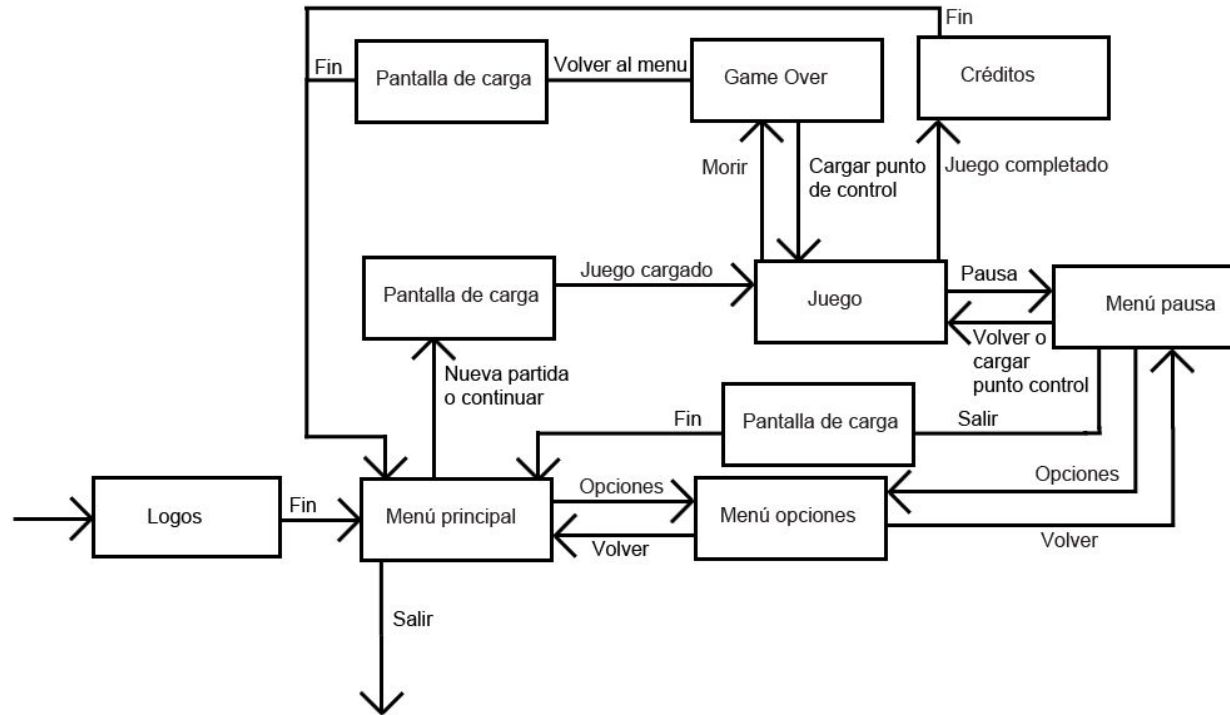 Fin
Fin
Pantalla de carga
Volver al menu
Game Over
Créditos
Morir
Cargar punto
de control
Juego completado
Pantalla de carga
Juego cargado
Juego
Pausa
Menú pausa
Volver o
cargar
punto control
Nueva partida
o continuar
Fin
Pantalla de carga
Salir
Logos
Fin
Menú principal
Opciones
Volver
Menú opciones
Opciones
Volver
Salir